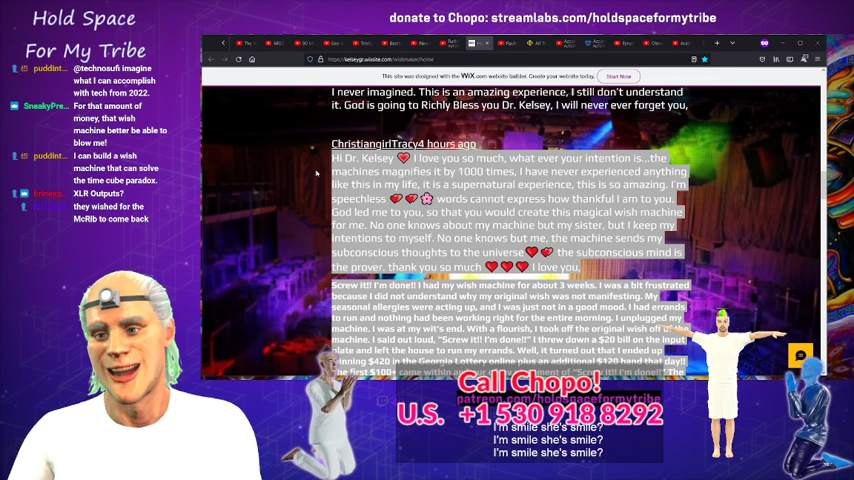 Hold Space
For My Tribe
donate to Chopo: streamlabs.com/holdspaceformytribe
keiseygr.wixsite.com/wishmaster/home
This site was designed with the WiX.com website builder. Create your website today.
Start Now
puddint...
@technosufi imagine
what I can accomplish
with tech from 2022.
SneakyPre...
For that amount of
money, that wish
machine better be able to
blow me!
puddint...
I can build a wish
machine that can solve
the time cube paradox.
XLR Outputs?
they wished for the
McRib to come back
I never imagined. This is an amazing experience, I still don't understand
it. God is going to Richly Bless you Dr. Kelsey, I will never ever forget you,
ChristiangirlTracy4 hours ago
Hi Dr. Kelsey 💗 I love you so much, what ever your intention is...the
machines magnifies it by 1000 times, I have never experienced anything
like this in my life, it is a supernatural experience, this is so amazing. I'm
speechless 💕💕🌸 words cannot express how thankful I am to you.
God led me to you, so that you would create this magical wish machine
for me. No one knows about my machine but my sister, but I keep my
intentions to myself. No one knows but me, the machine sends my
subconscious thoughts to the universe❤💕 the subconscious mind is
the prover, thank you so much ❤❤❤ I love you,
Screw it!! I'm done!! I had my wish machine for about 3 weeks. I was a bit frustrated
because I did not understand why my original wish was not manifesting. My
seasonal allergies were acting up, and I was just not in a good mood. I had errands
to run and nothing had been working right for the entire morning. I unplugged my
machine. I was at my wit's end. With a flourish, I took off the original wish off of the
machine. I said out loud, "Screw it!! I'm done!!" I threw down a $20 bill on the input
plate and left the house to run my errands. Well, it turned out that I ended up
winning $420 in the Georgia Lottery online plus an additional $120 hand that day!!
The first $100+ came within of "Screw it!! I'm done!!". The
Call Chopo!
patreon.com/holdspaceformytribe
U.S. +1 530 918 8292
I'm smile she's smile?
I'm smile she's smile?
I'm smile she's smile?